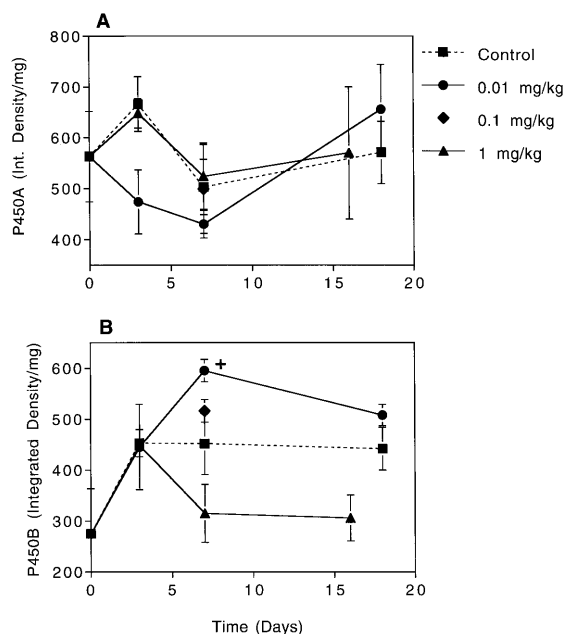 A
800
700
600
500
400
P450A (Int. Density/mg)
0 5 10 15 20
Control
0.01 mg/kg
0.1 mg/kg
1 mg/kg
B
600
500
400
300
200
P450B (Integrated Density/mg)
+
0 5 10 15 20
Time (Days)